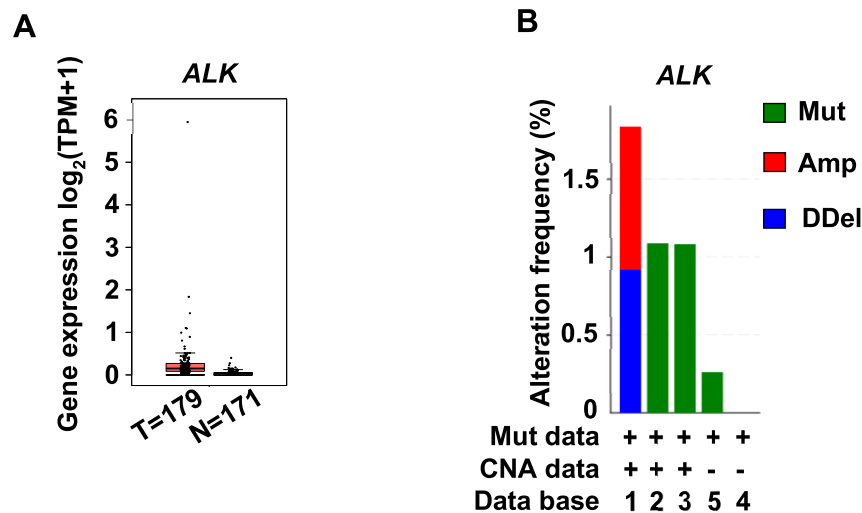 A
ALK
Gene expression log2(TPM+1)
6
5
4
3
2
1
0
T=179
N=171
B
ALK
Alteration frequency (%)
1.5
1
0.5
0
Mut
Amp
DDel
Mut data + + + + +
CNA data + + + - -
Data base 1 2 3 5 4